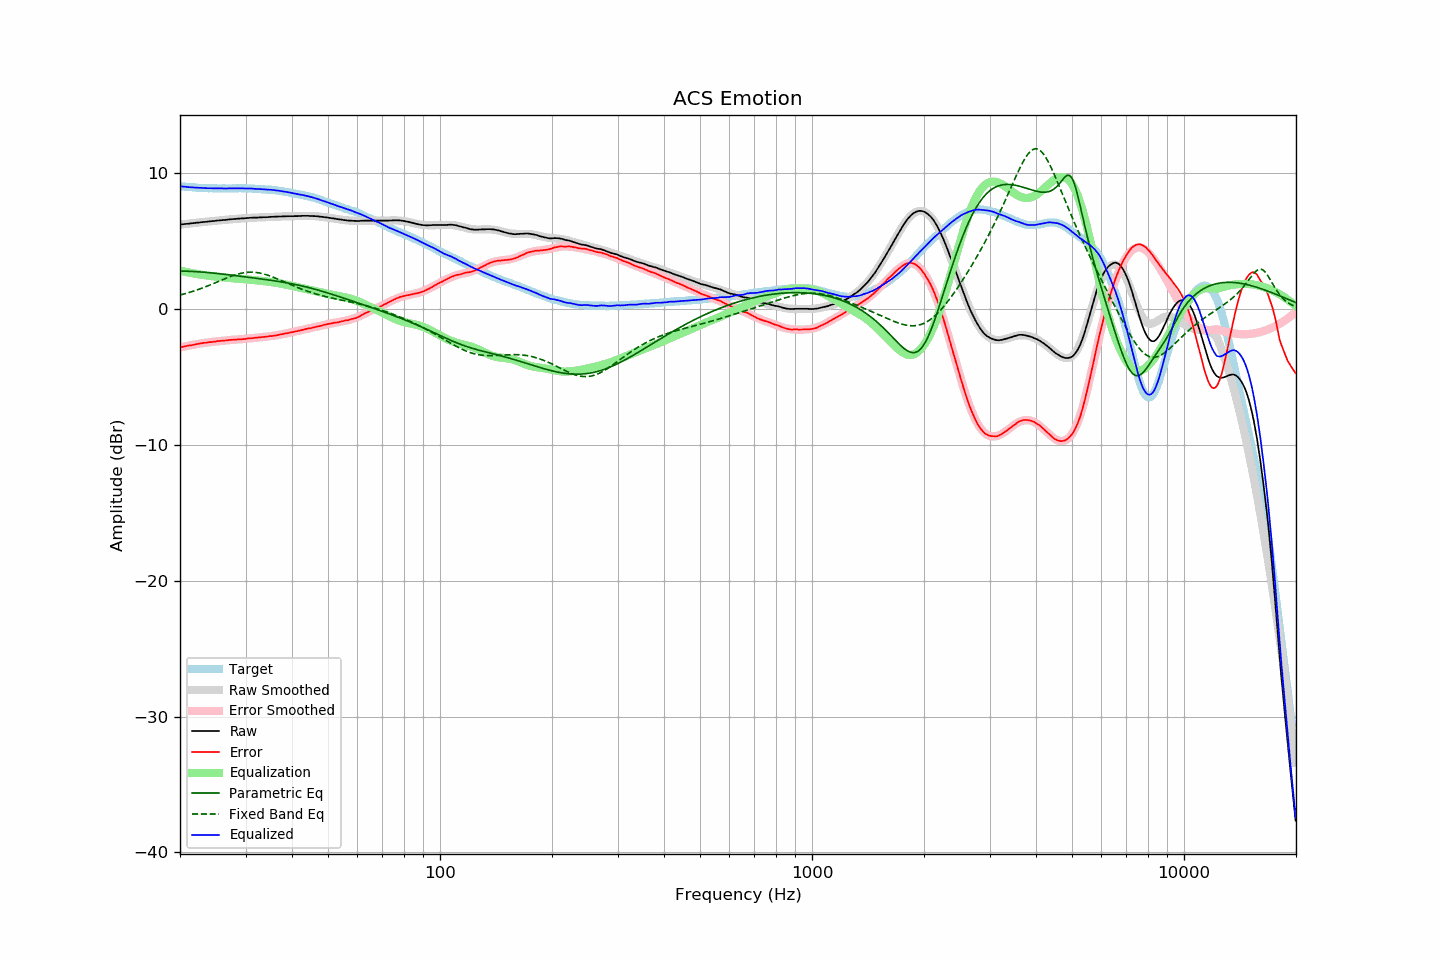 ACS Emotion
10
0
−10
−20
−30
−40
Amplitude (dBr)
Target
Raw Smoothed
Error Smoothed
Raw
Error
Equalization
Parametric Eq
Fixed Band Eq
Equalized
100
1000
10000
Frequency (Hz)